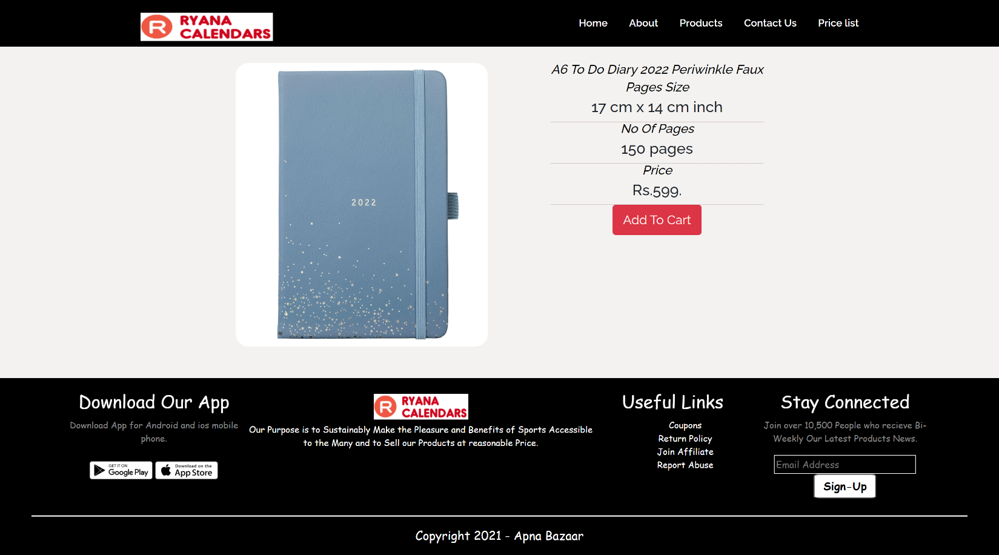 R RYANA
CALENDARS
Home About Products Contact Us Price list
2022
A6 To Do Diary 2022 Periwinkle Faux
Pages Size
17 cm x 14 cm inch
No Of Pages
150 pages
Price
Rs.599.
Add To Cart
Download Our App
Download App for Android and ios mobile
phone.
GET IT ON
Google Play
Download on the
App Store
R RYANA
CALENDARS
Our Purpose is to Sustainably Make the Pleasure and Benefits of Sports Accessible
to the Many and to Sell our Products at reasonable Price.
Useful Links
Coupons
Return Policy
Join Affiliate
Report Abuse
Stay Connected
Join over 10,500 People who recieve Bi-
Weekly Our Latest Products News.
Email Address
Sign-Up
Copyright 2021 - Apna Bazaar